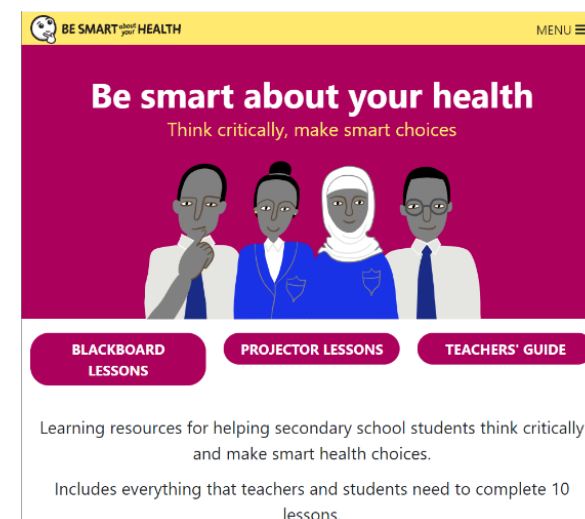 BE SMART about your HEALTH
MENU
Be smart about your health
Think critically, make smart choices
BLACKBOARD
LESSONS
PROJECTOR LESSONS
TEACHERS' GUIDE
Learning resources for helping secondary school students think critically
and make smart health choices.
Includes everything that teachers and students need to complete 10
lessons.